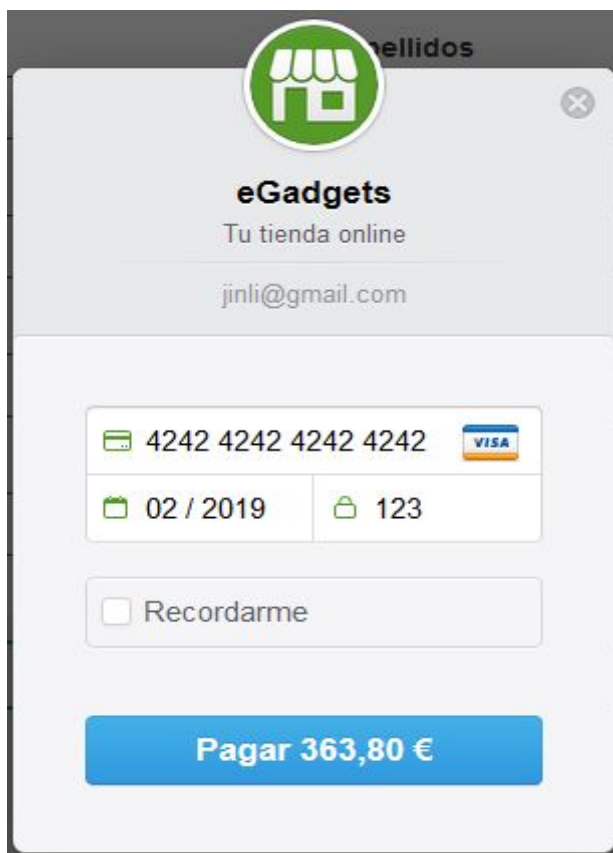 pellidos
eGadgets
Tu tienda online
jinli@gmail.com
4242 4242 4242 4242 VISA
02 / 2019 123
Recordarme
Pagar 363,80 €